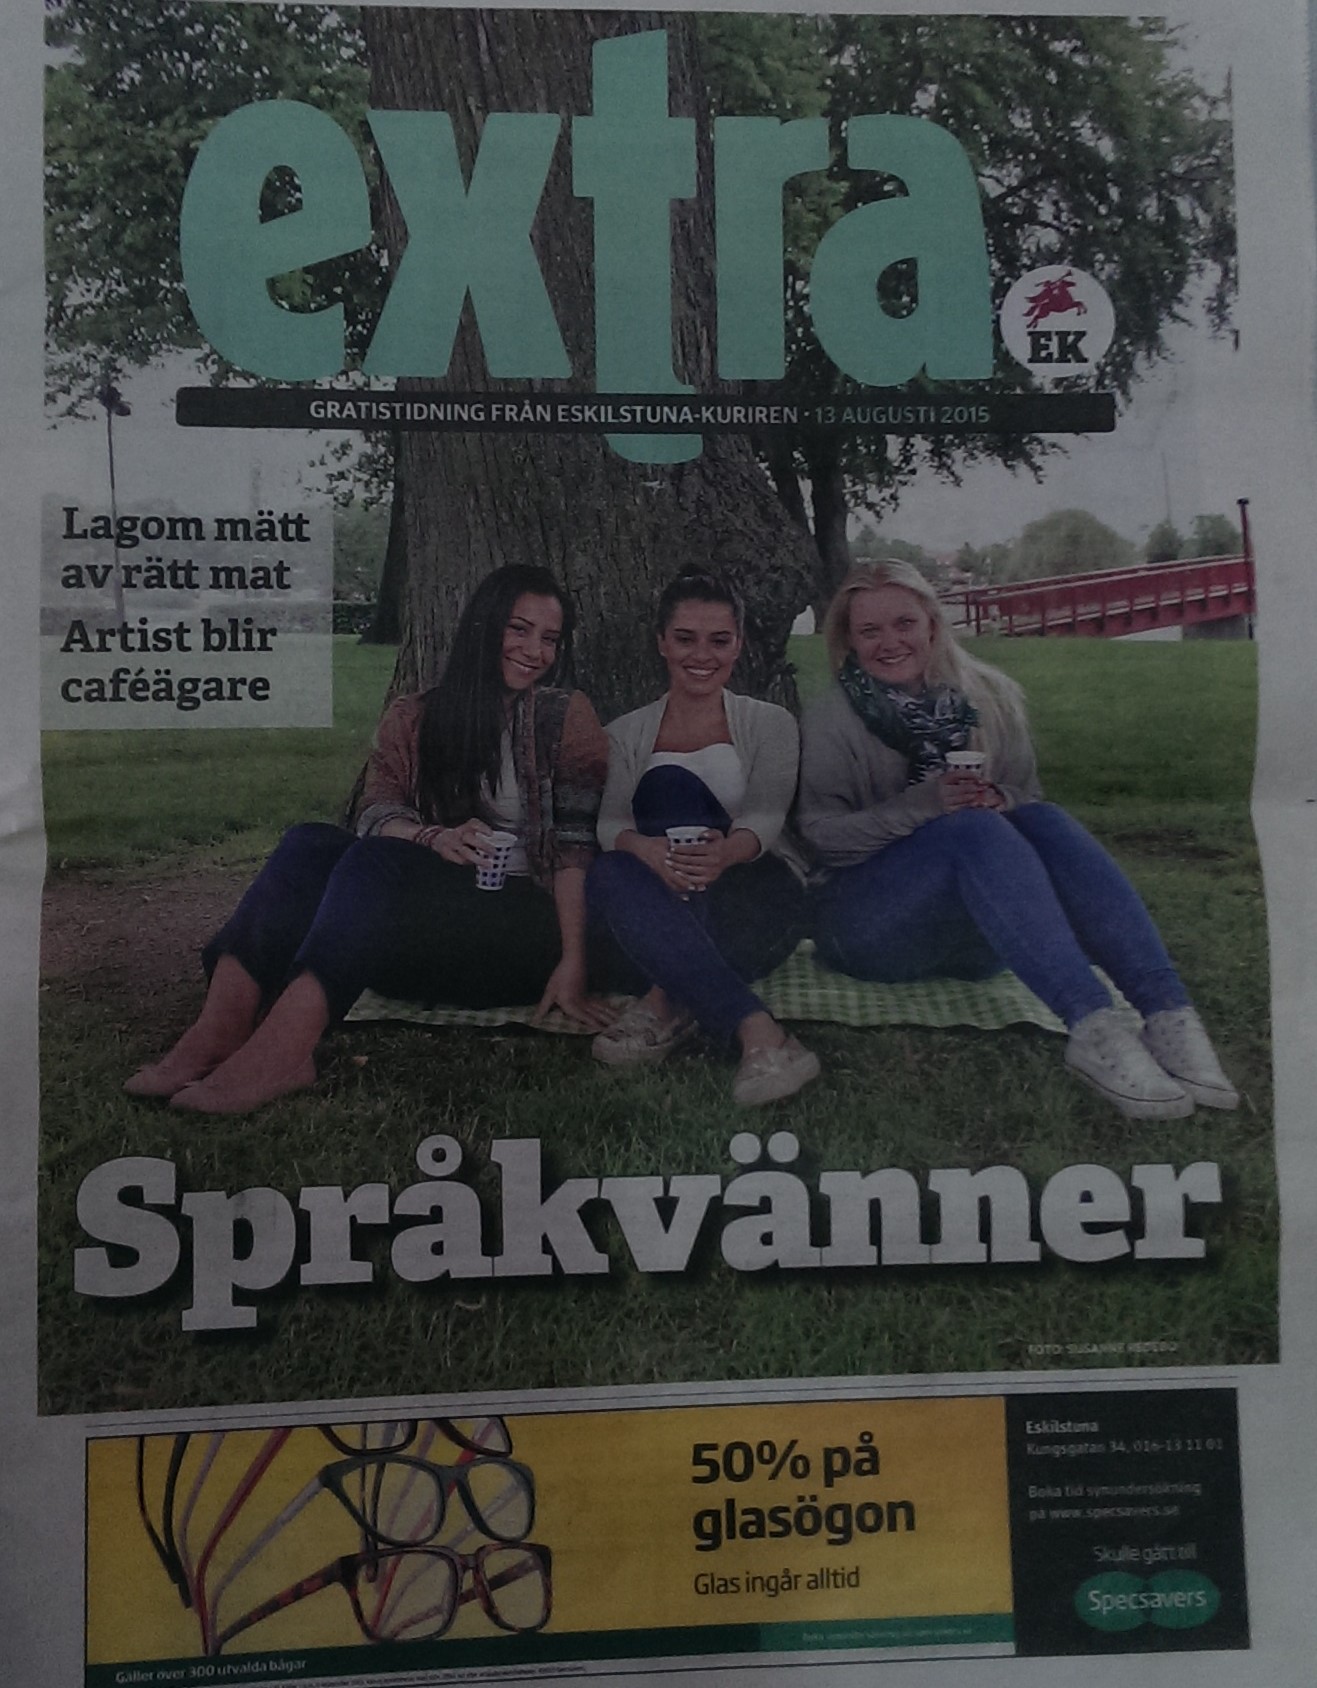 extra
EK
GRATISTIDNING FRÅN ESKILSTUNA-KURIREN · 13 AUGUSTI 2015
Lagom mätt
av rätt mat
Artist blir
caféägare
Språkvänner
FOTO: SUSANNE
50% på
glasögon
Glas ingår alltid
Gäller över 300 utvalda bågar
Eskilstuna
Kungsgatan 34, 016-13 11 01
Boka tid synundersökning
på www.specsavers.se
Skulle gått till
Specsavers